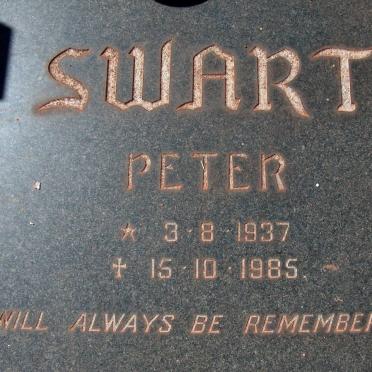 SWART
PETER
* 3-8-1937
† 15-10-1985
WILL ALWAYS BE REMEMBER